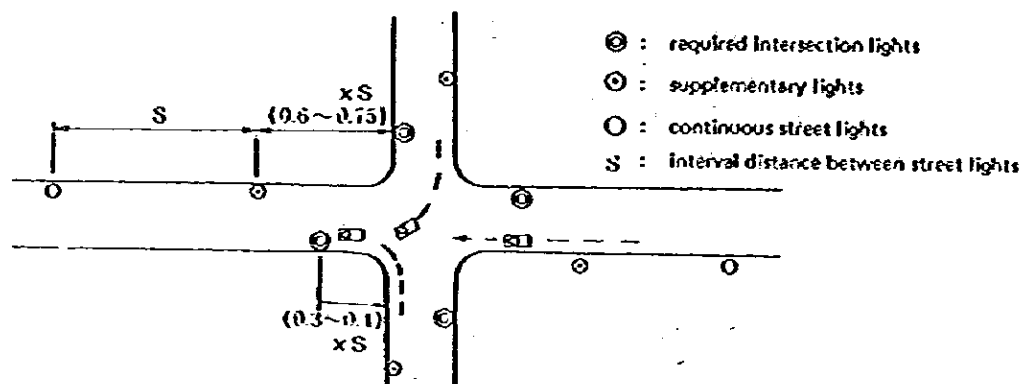 ◎ : required intersection lights
⊙ : supplementary lights
O : continuous street lights
S : interval distance between street lights
S
×S
(0.6~0.75)
(0.3~0.4)
×S